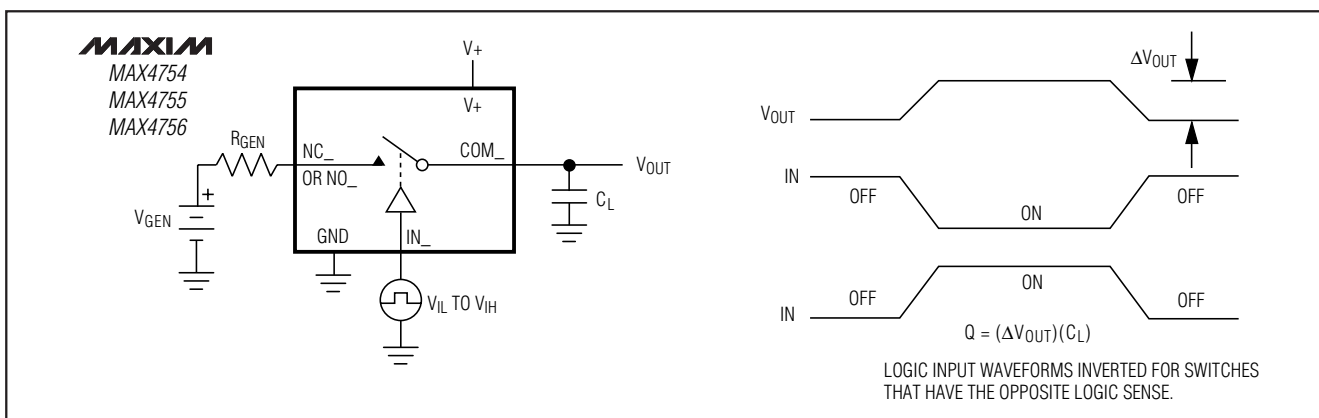 MAXIM
MAX4754
MAX4755
MAX4756
V+
V+
RGEN
NC_
OR NO_
COM_
VOUT
CL
VGEN
+
GND
IN_
VIL TO VIH
ΔVOUT
VOUT
IN
OFF
ON
OFF
IN
OFF
ON
OFF
Q = (ΔVOUT)(CL)
LOGIC INPUT WAVEFORMS INVERTED FOR SWITCHES
THAT HAVE THE OPPOSITE LOGIC SENSE.